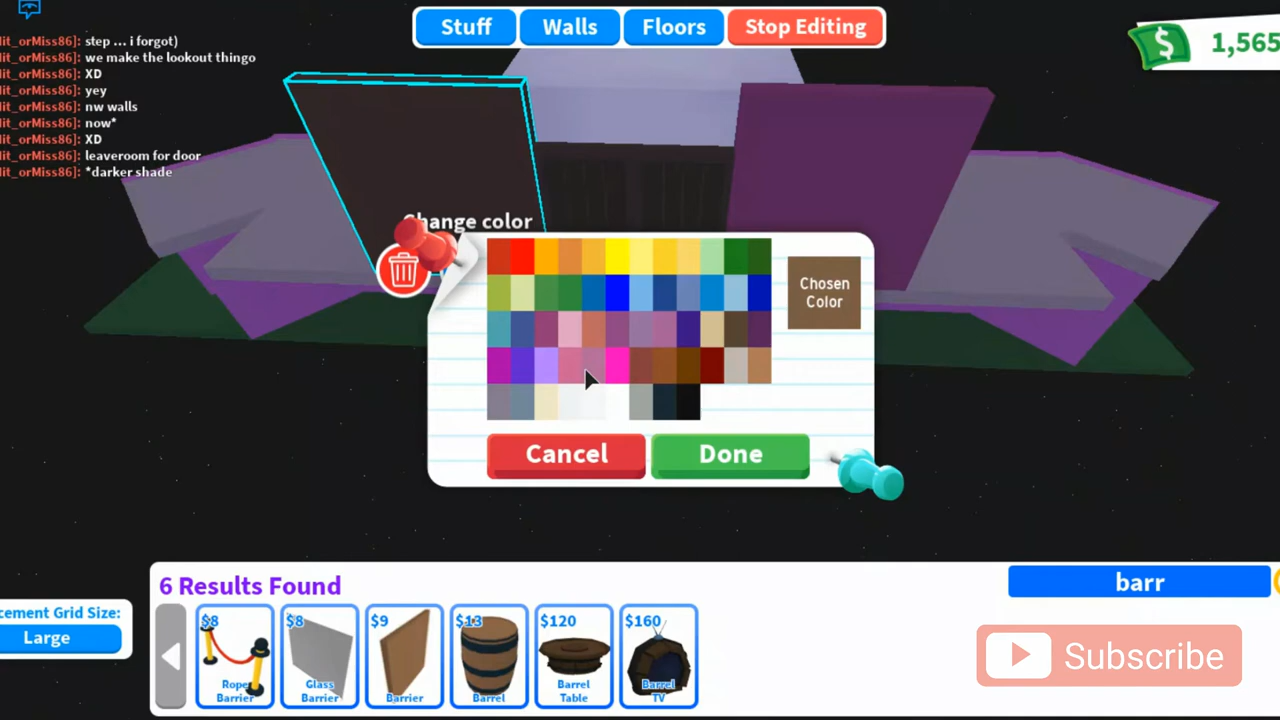 Stuff
Walls
Floors
Stop Editing
$
1,565
lit_orMiss86]: step ... i forgot)
lit_orMiss86]: we make the lookout thingo
lit_orMiss86]: XD
lit_orMiss86]: yey
lit_orMiss86]: nw walls
lit_orMiss86]: now*
lit_orMiss86]: XD
lit_orMiss86]: leaveroom for door
lit_orMiss86]: *darker shade
Change color
Chosen
Color
Cancel
Done
6 Results Found
barr
cement Grid Size:
Large
$8
Rope
Barrier
$8
Glass
Barrier
$9
Barrier
$13
Barrel
$120
Barrel
Table
$160
Barrel
TV
Subscribe